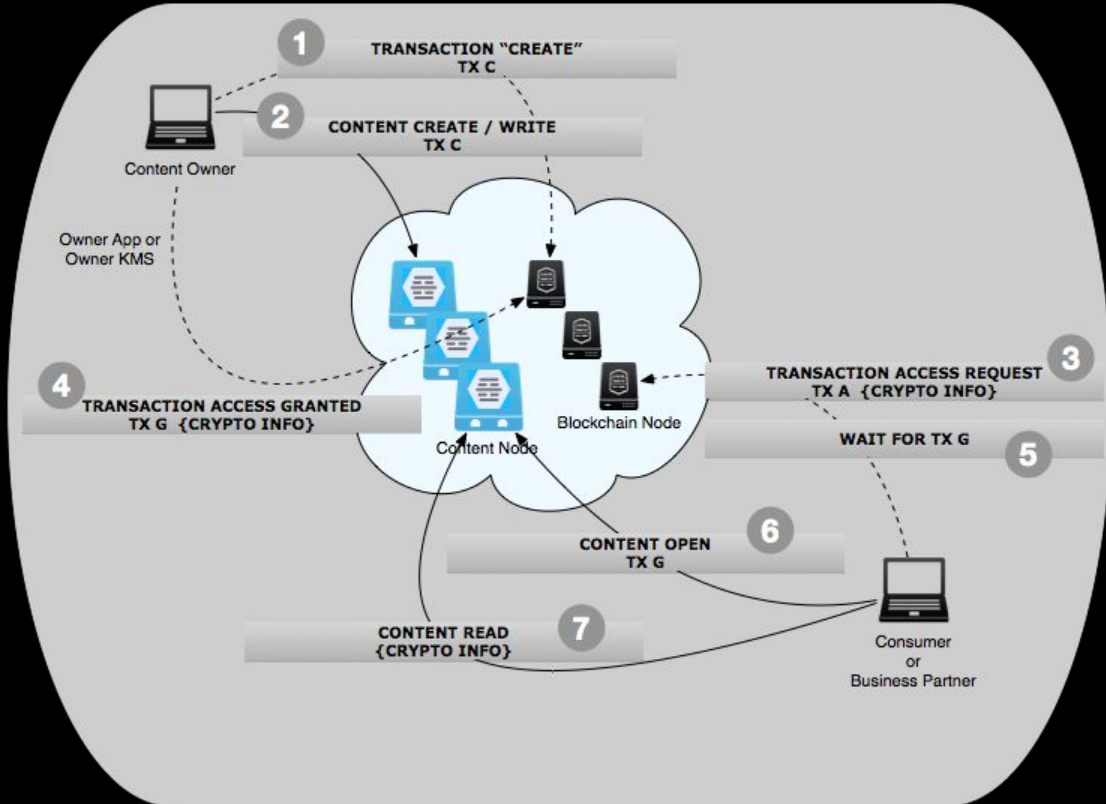 1
TRANSACTION “CREATE”
TX C
2
CONTENT CREATE / WRITE
TX C
Content Owner
Owner App or
Owner KMS
3
TRANSACTION ACCESS REQUEST
TX A {CRYPTO INFO}
4
TRANSACTION ACCESS GRANTED
TX G {CRYPTO INFO}
Blockchain Node
Content Node
WAIT FOR TX G
5
6
CONTENT OPEN
TX G
7
CONTENT READ
{CRYPTO INFO}
Consumer
or
Business Partner